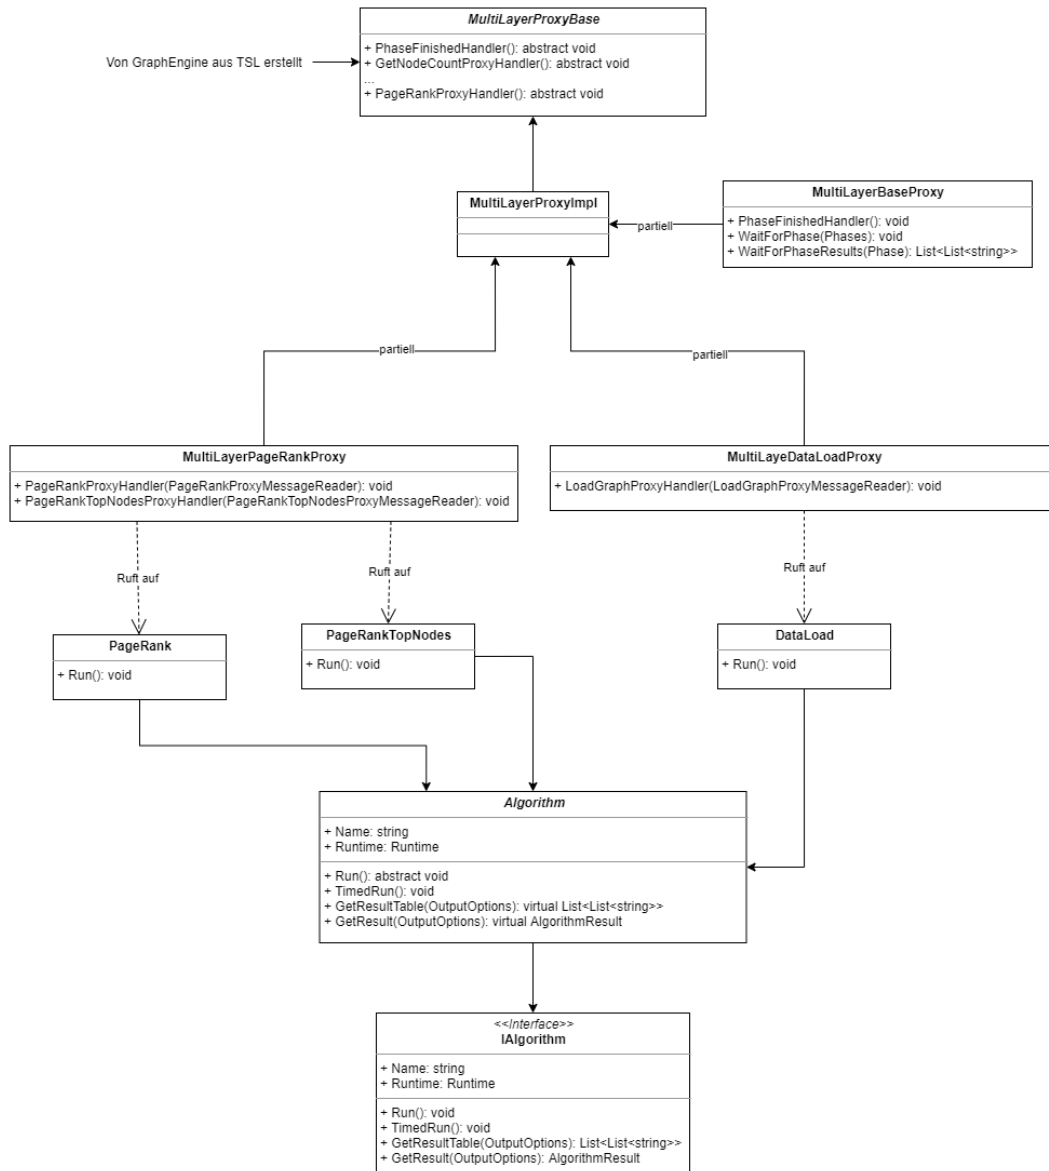 MultiLayerProxyBase
+ PhaseFinishedHandler(): abstract void
+ GetNodeCountProxyHandler(): abstract void
...
+ PageRankProxyHandler(): abstract void
Von GraphEngine aus TSL erstellt
MultiLayerProxyImpl
MultiLayerBaseProxy
+ PhaseFinishedHandler(): void
+ WaitForPhase(Phases): void
+ WaitForPhaseResults(Phase): List<List<string>>
partiell
partiell
partiell
MultiLayerPageRankProxy
+ PageRankProxyHandler(PageRankProxyMessageReader): void
+ PageRankTopNodesProxyHandler(PageRankTopNodesProxyMessageReader): void
MultiLayeDataLoadProxy
+ LoadGraphProxyHandler(LoadGraphProxyMessageReader): void
Ruft auf
Ruft auf
Ruft auf
PageRank
+ Run(): void
PageRankTopNodes
+ Run(): void
DataLoad
+ Run(): void
Algorithm
+ Name: string
+ Runtime: Runtime
+ Run(): abstract void
+ TimedRun(): void
+ GetResultTable(OutputOptions): virtual List<List<string>>
+ GetResult(OutputOptions): virtual AlgorithmResult
<<Interface>>
IAlgorithm
+ Name: string
+ Runtime: Runtime
+ Run(): void
+ TimedRun(): void
+ GetResultTable(OutputOptions): List<List<string>>
+ GetResult(OutputOptions): AlgorithmResult